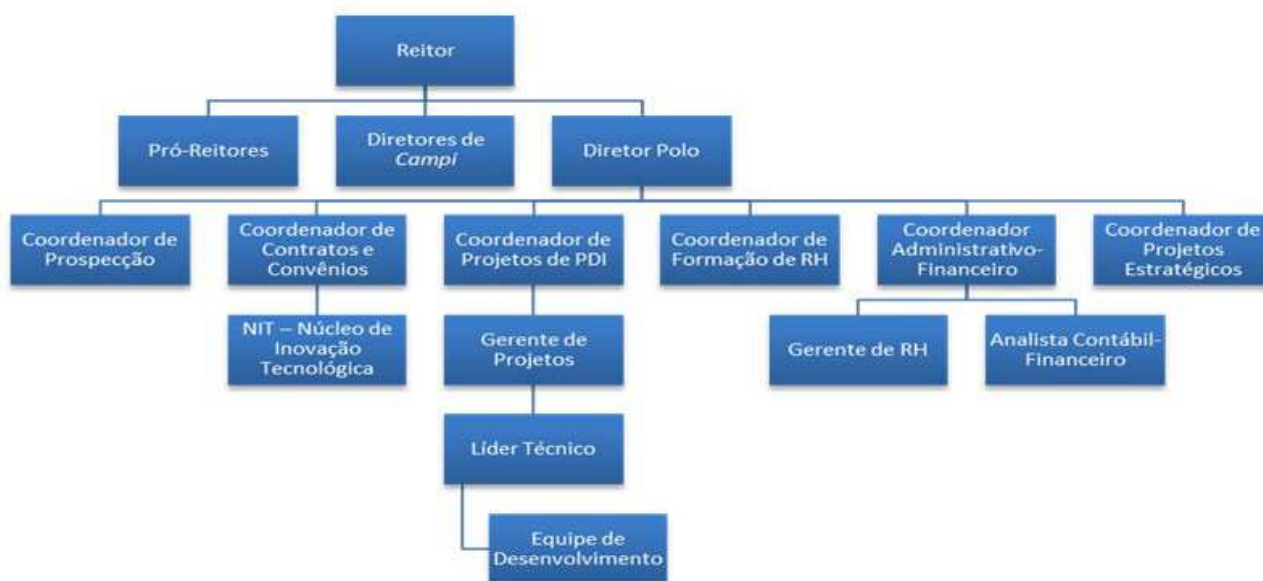 Reitor
Pró-Reitores
Diretores de
Campi
Diretor Polo
Coordenador de
Prospecção
Coordenador de
Contratos e
Convênios
Coordenador de
Projetos de PDI
Coordenador de
Formação de RH
Coordenador
Administrativo-
Financeiro
Coordenador de
Projetos
Estratégicos
NIT – Núcleo de
Inovação
Tecnológica
Gerente de
Projetos
Gerente de RH
Analista Contábil-
Financeiro
Líder Técnico
Equipe de
Desenvolvimento